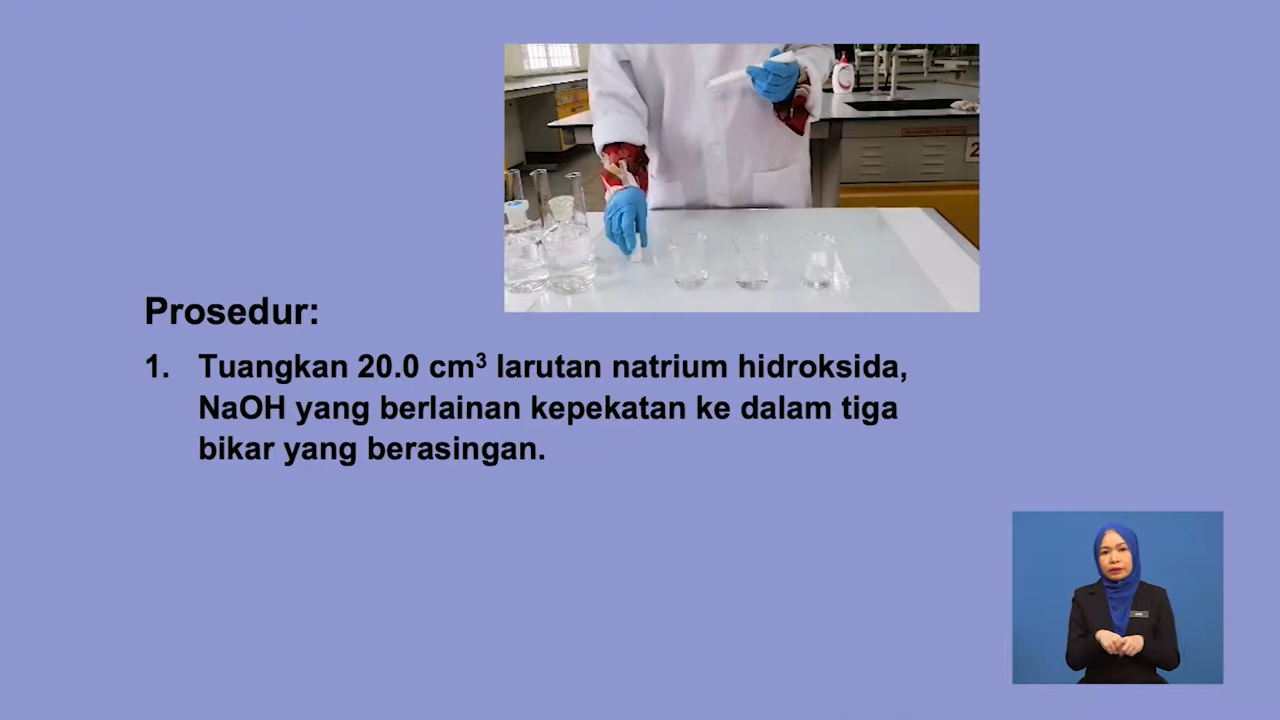 Prosedur:
1. Tuangkan 20.0 cm³ larutan natrium hidroksida,
NaOH yang berlainan kepekatan ke dalam tiga
bikar yang berasingan.
2